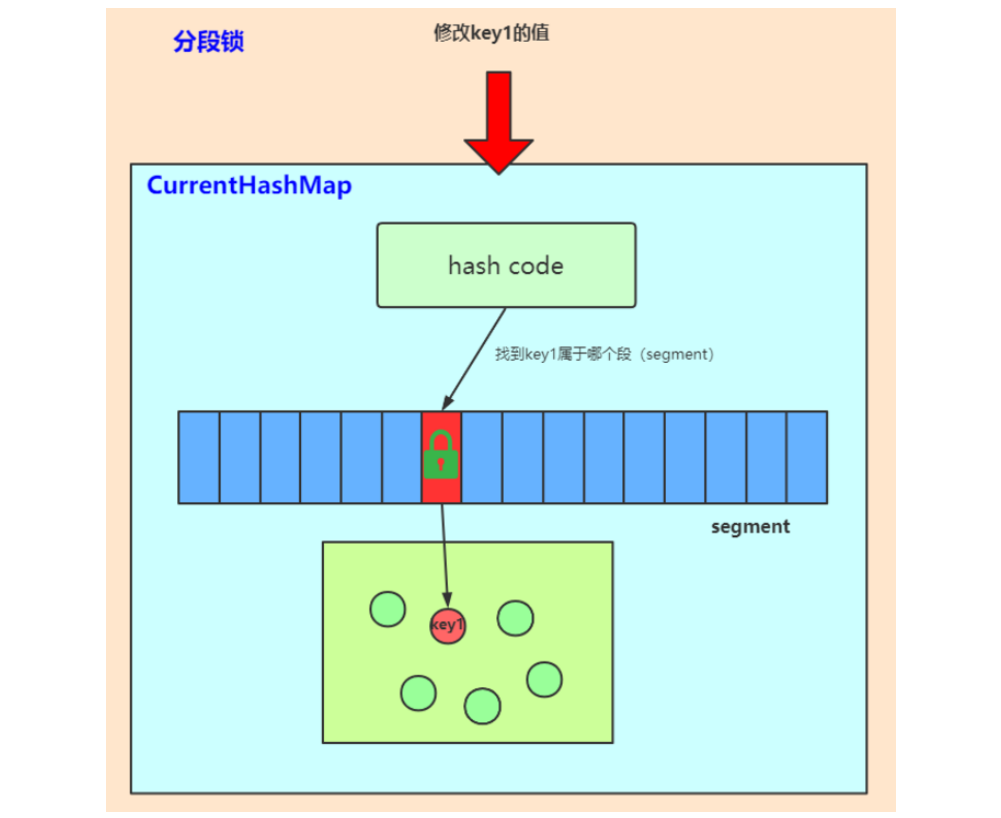 分段锁
修改key1的值
CurrentHashMap
hash code
找到key1属于哪个段（segment）
segment
key1